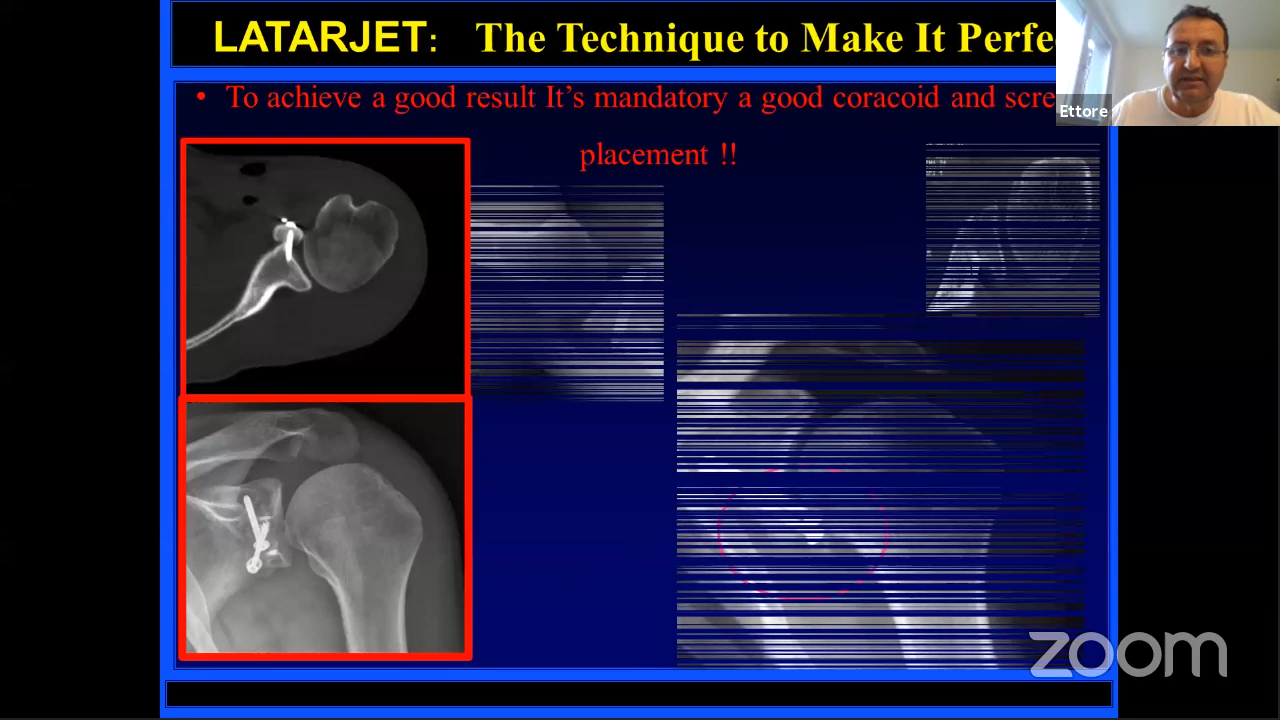 LATARJET: The Technique to Make It Perfe
Ettore
• To achieve a good result It's mandatory a good coracoid and scre
placement !!
zoom